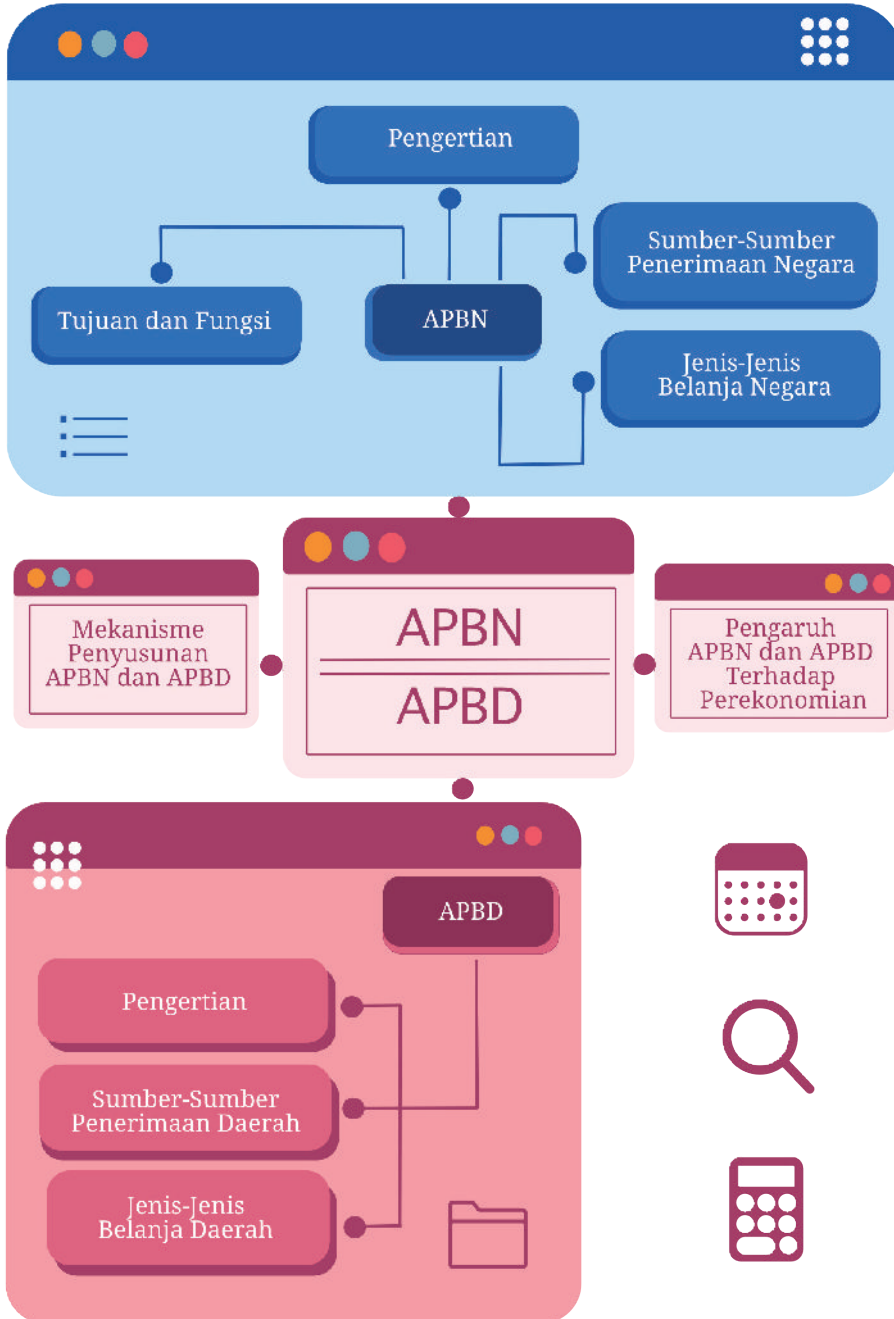 Pengertian
Sumber-Sumber
Penerimaan Negara
Tujuan dan Fungsi
APBN
Jenis-Jenis
Belanja Negara
Mekanisme
Penyusunan
APBN dan APBD
APBN
APBD
Pengaruh
APBN dan APBD
Terhadap
Perekonomian
APBD
Pengertian
Sumber-Sumber
Penerimaan Daerah
Jenis-Jenis
Belanja Daerah